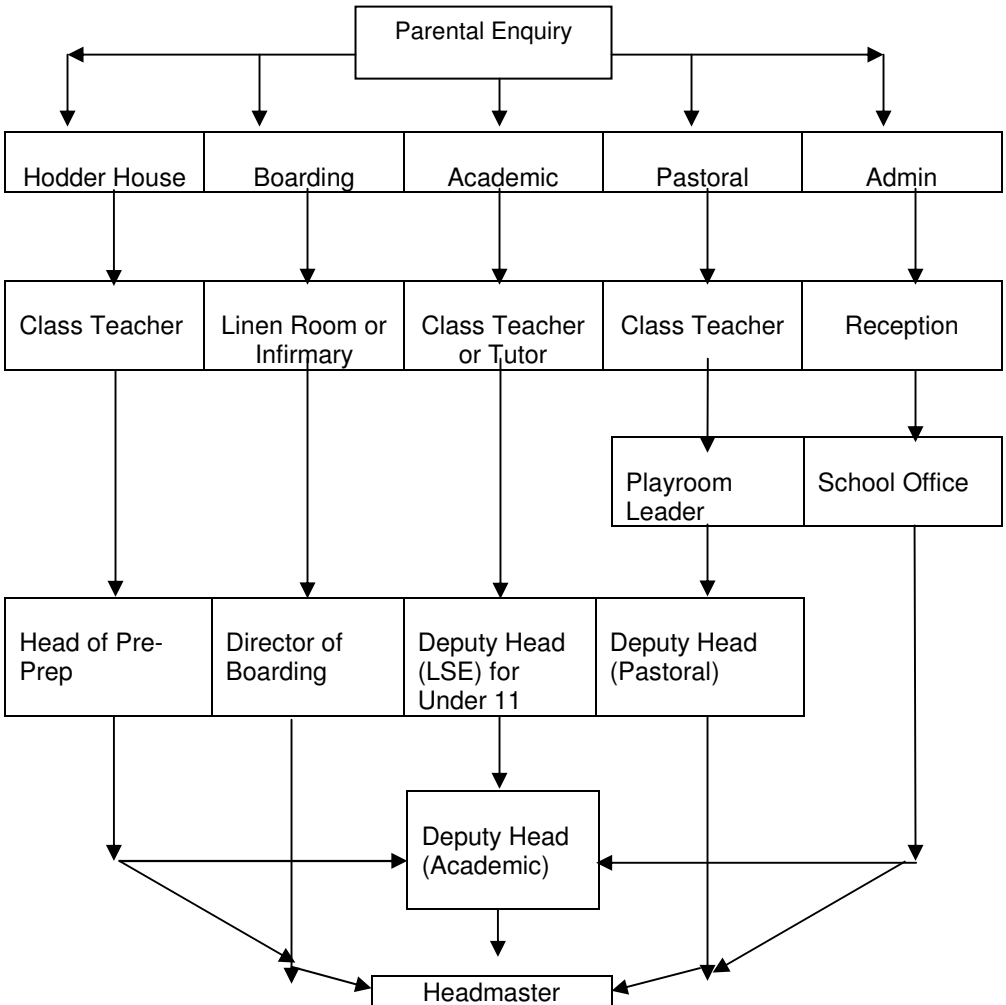 Parental Enquiry
Hodder House
Boarding
Academic
Pastoral
Admin
Class Teacher
Linen Room or
Infirmary
Class Teacher
or Tutor
Class Teacher
Reception
Playroom
Leader
School Office
Head of Pre-
Prep
Director of
Boarding
Deputy Head
(LSE) for
Under 11
Deputy Head
(Pastoral)
Deputy Head
(Academic)
Headmaster